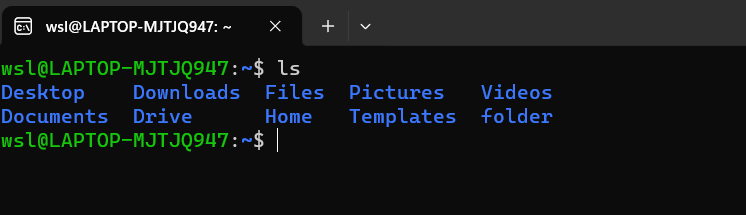 wsl@LAPTOP-MJTJQ947: ~
wsl@LAPTOP-MJTJQ947:~$ ls
Desktop    Downloads  Files  Pictures   Videos
Documents  Drive      Home   Templates  folder
wsl@LAPTOP-MJTJQ947:~$